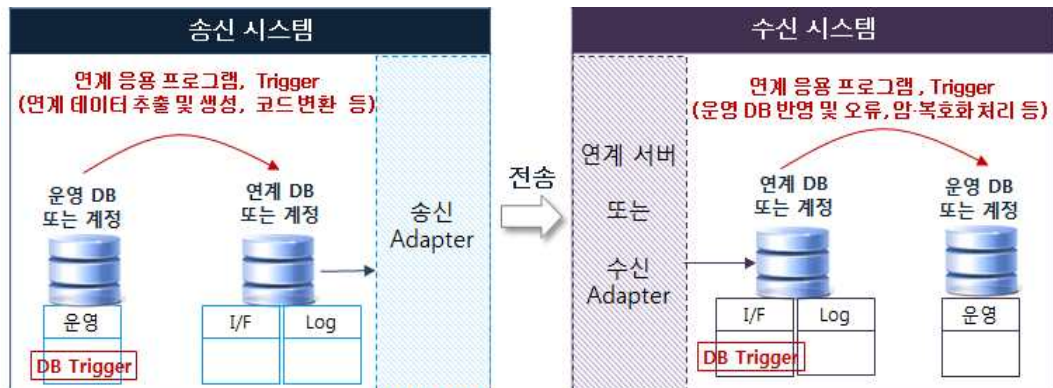 송신 시스템
연계 응용 프로그램, Trigger
(연계 데이터 추출 및 생성, 코드변환 등)
운영 DB
또는 계정
연계 DB
또는 계정
송신
Adapter
운영
I/F
Log
DB Trigger
전송
수신 시스템
연계 응용 프로그램, Trigger
(운영 DB 반영 및 오류,암·복호화처리 등)
연계 서버
또는
수신
Adapter
연계 DB
또는 계정
운영 DB
또는 계정
I/F
Log
운영
DB Trigger